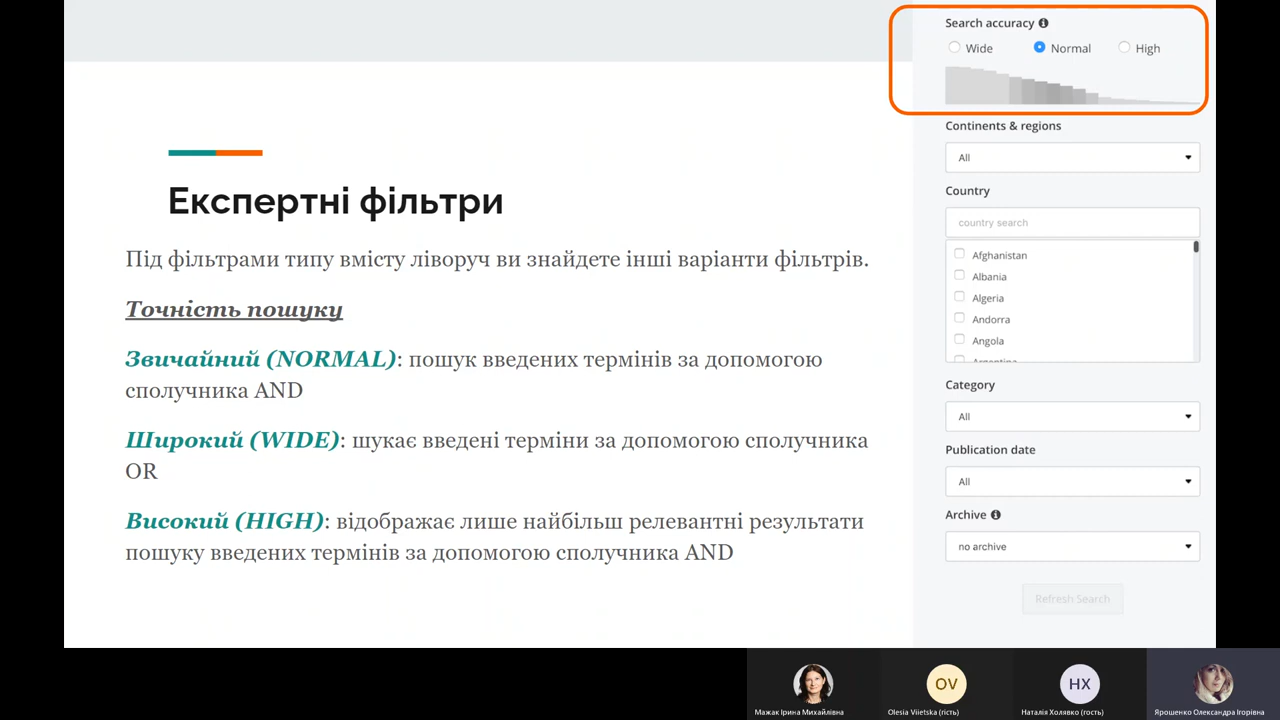 Експертні фільтри
Під фільтрами типу вмісту ліворуч ви знайдете інші варіанти фільтрів.
Точність пошуку
Звичайний (NORMAL): пошук введених термінів за допомогою
сполучника AND
Широкий (WIDE): шукає введені терміни за допомогою сполучника
OR
Високий (HIGH): відображає лише найбільш релевантні результати
пошуку введених термінів за допомогою сполучника AND
Search accuracy
Wide Normal High
Continents & regions
All
Country
country search
Afghanistan
Albania
Algeria
Andorra
Angola
Argentina
Category
All
Publication date
All
Archive
no archive
Refresh Search
OV
HX
Мажак Ірина Михайлівна
Olesia Viietska (гість)
Наталія Холявко (гость)
Ярошенко Олександра Ігорівна